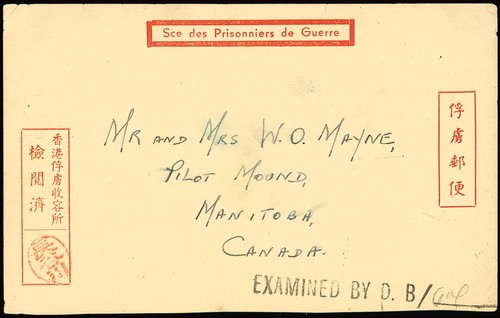 Sce des Prisonniers de Guerre
俘虜郵便
MR AND MRS W.O. MAYNE,
PILOT MOUND,
MANITOBA,
CANADA.
香港俘虜收容所
檢閲濟
EXAMINED BY D. B/